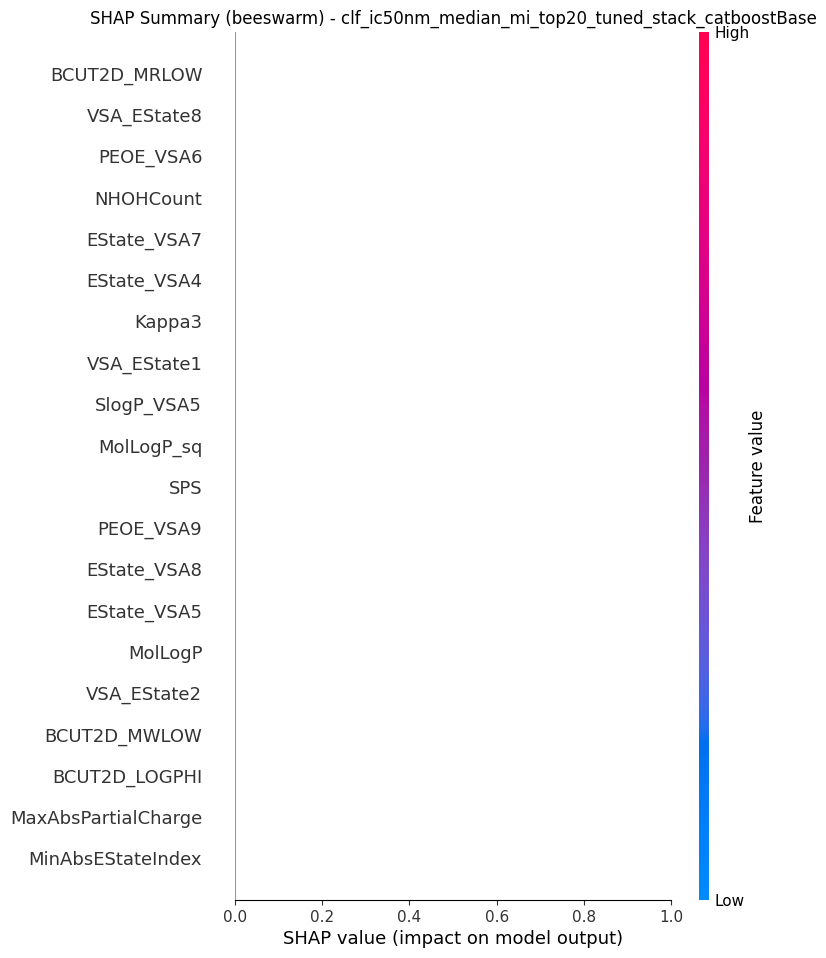 SHAP Summary (beeswarm) - clf_ic50nm_median_mi_top20_tuned_stack_catboostBase
High
BCUT2D_MRLOW
VSA_EState8
PEOE_VSA6
NHOHCount
EState_VSA7
EState_VSA4
Kappa3
VSA_EState1
SlogP_VSA5
MolLogP_sq
SPS
PEOE_VSA9
EState_VSA8
EState_VSA5
MolLogP
VSA_EState2
BCUT2D_MWLOW
BCUT2D_LOGPHI
MaxAbsPartialCharge
MinAbsEStateIndex
Feature value
Low
0.0 0.2 0.4 0.6 0.8 1.0
SHAP value (impact on model output)